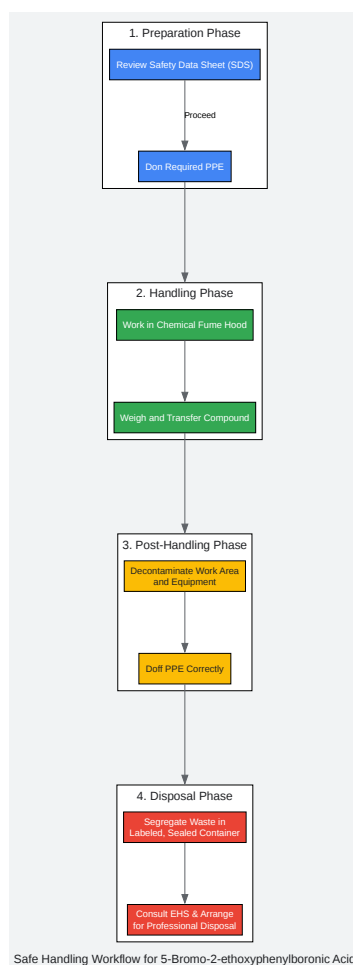 1. Preparation Phase
Review Safety Data Sheet (SDS)
Proceed
Don Required PPE
2. Handling Phase
Work in Chemical Fume Hood
Weigh and Transfer Compound
3. Post-Handling Phase
Decontaminate Work Area
and Equipment
Doff PPE Correctly
4. Disposal Phase
Segregate Waste in
Labeled, Sealed Container
Consult EHS & Arrange
for Professional Disposal
Safe Handling Workflow for 5-Bromo-2-ethoxyphenylboronic Acid